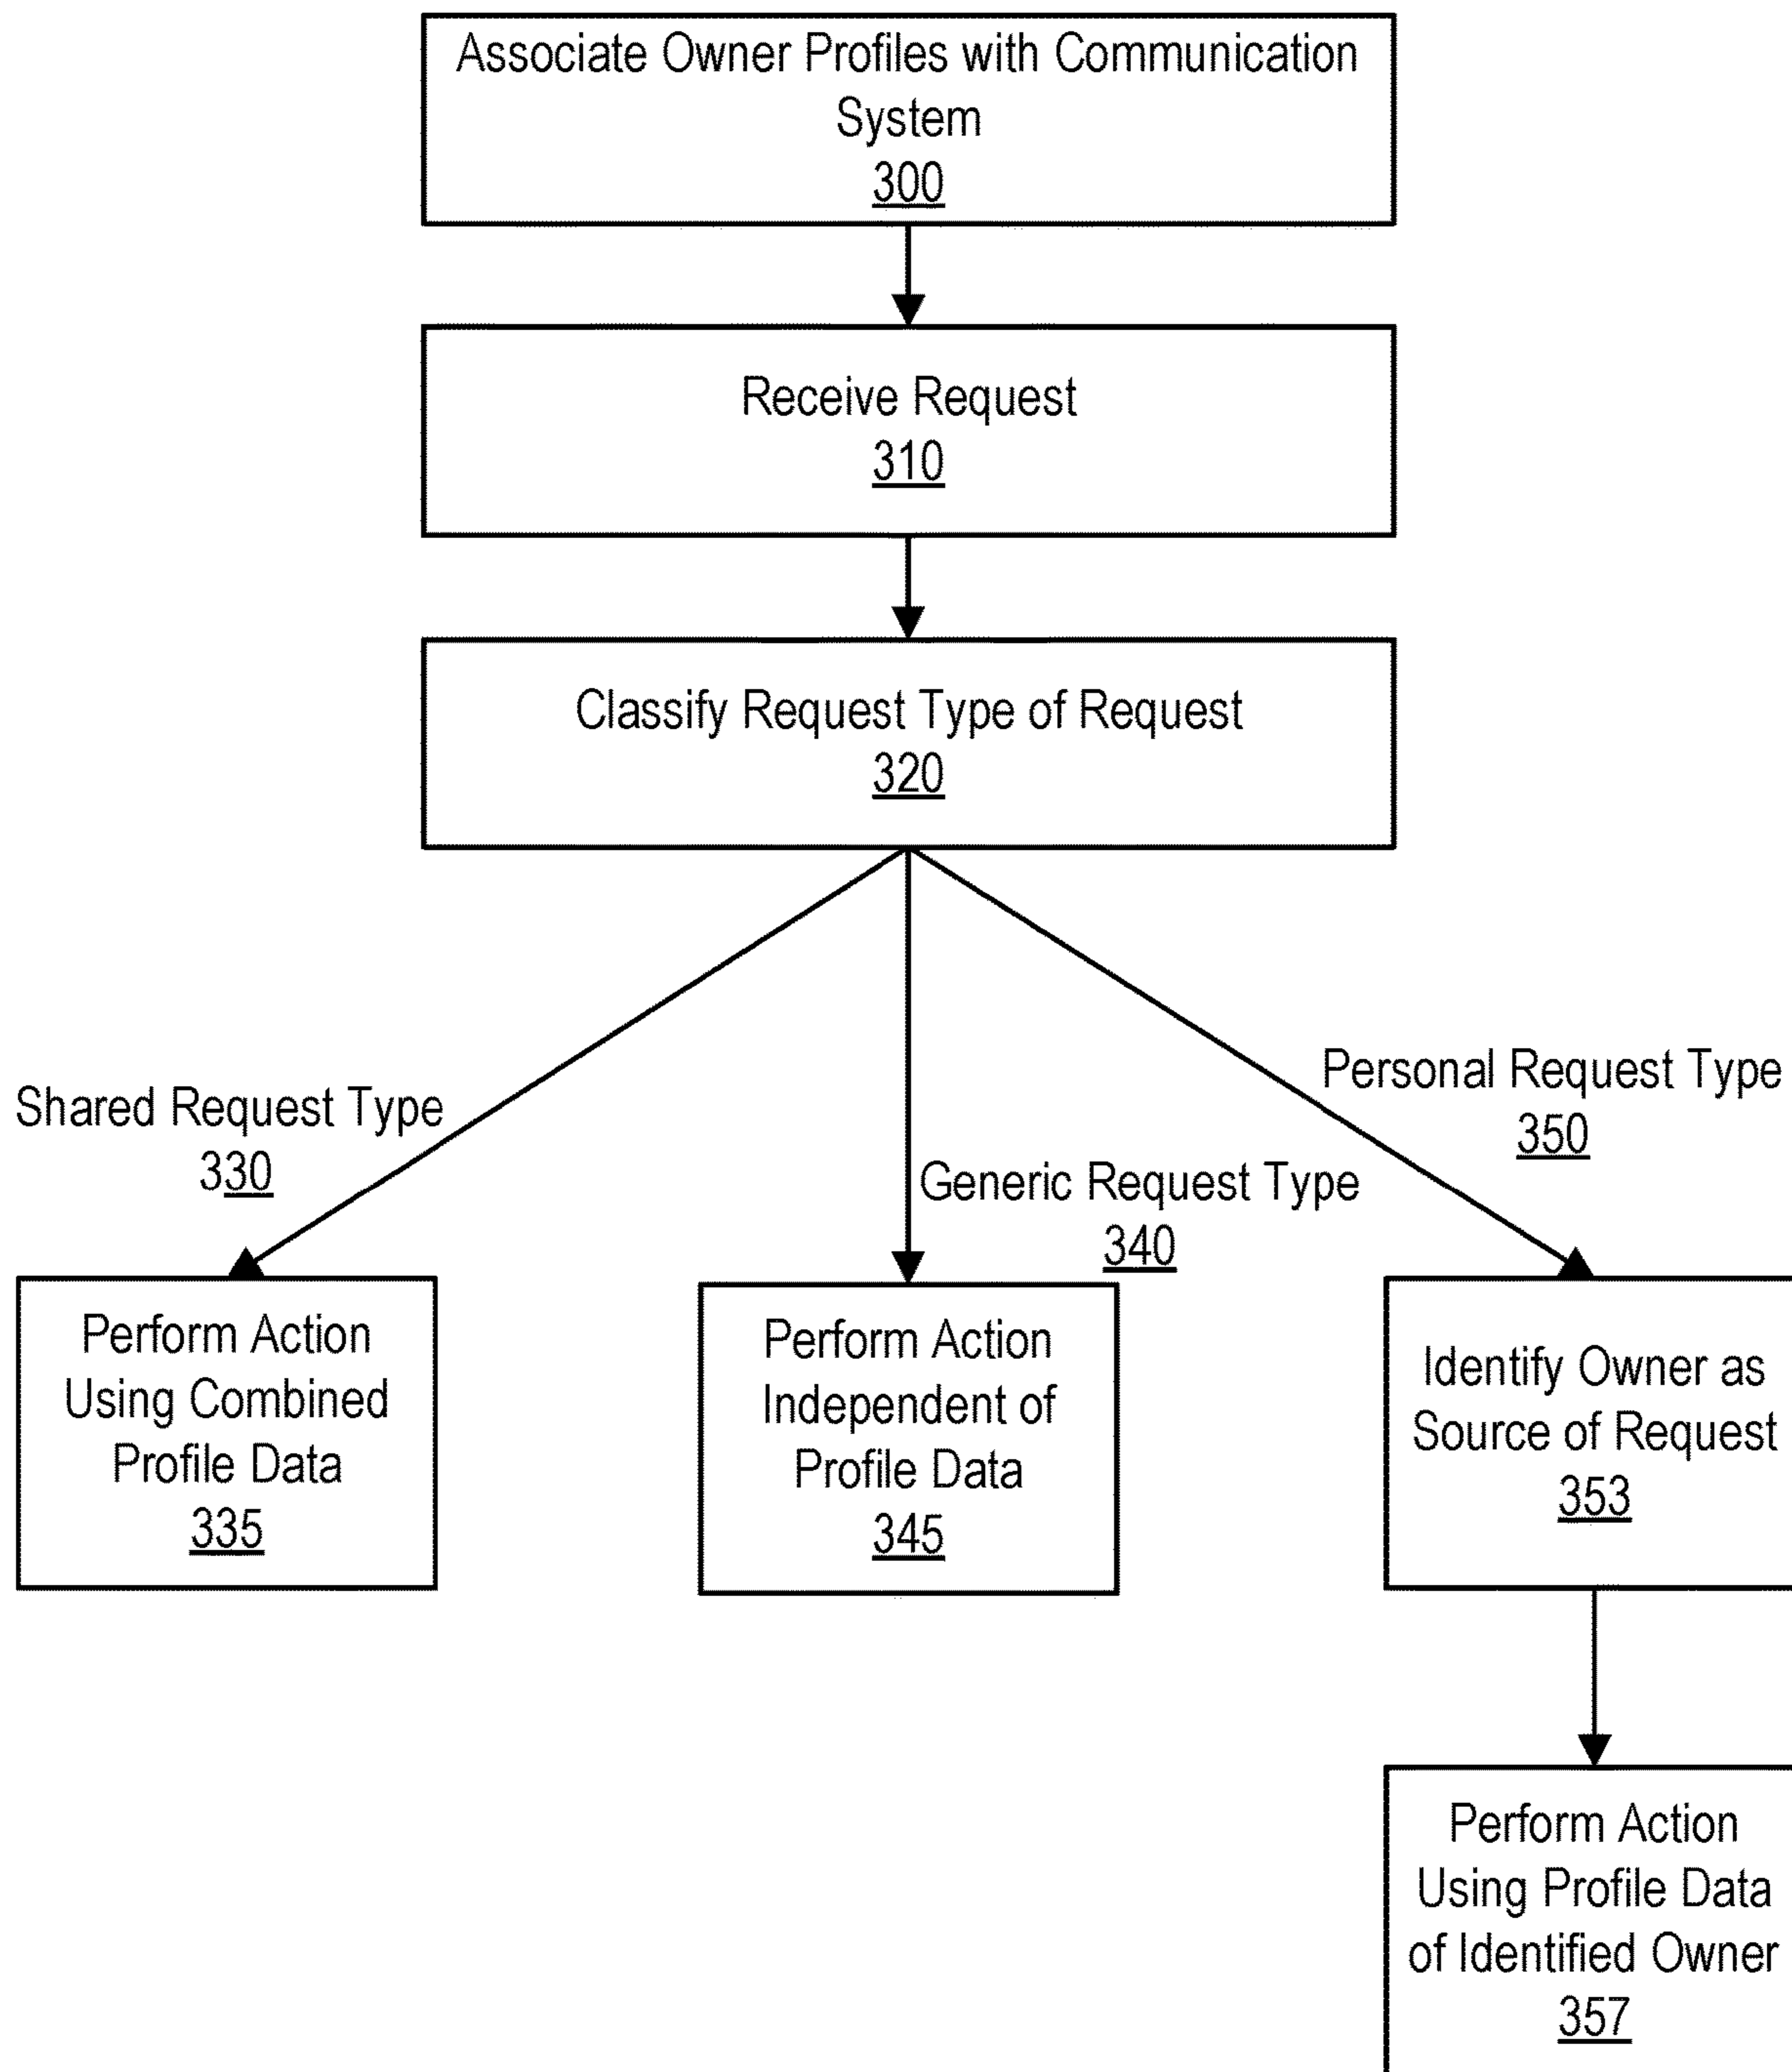 Associate Owner Profiles with Communication
System
300
Receive Request
310
Classify Request Type of Request
320
Shared Request Type
330
Generic Request Type
340
Personal Request Type
350
Perform Action
Using Combined
Profile Data
335
Perform Action
Independent of
Profile Data
345
Identify Owner as
Source of Request
353
Perform Action
Using Profile Data
of Identified Owner
357